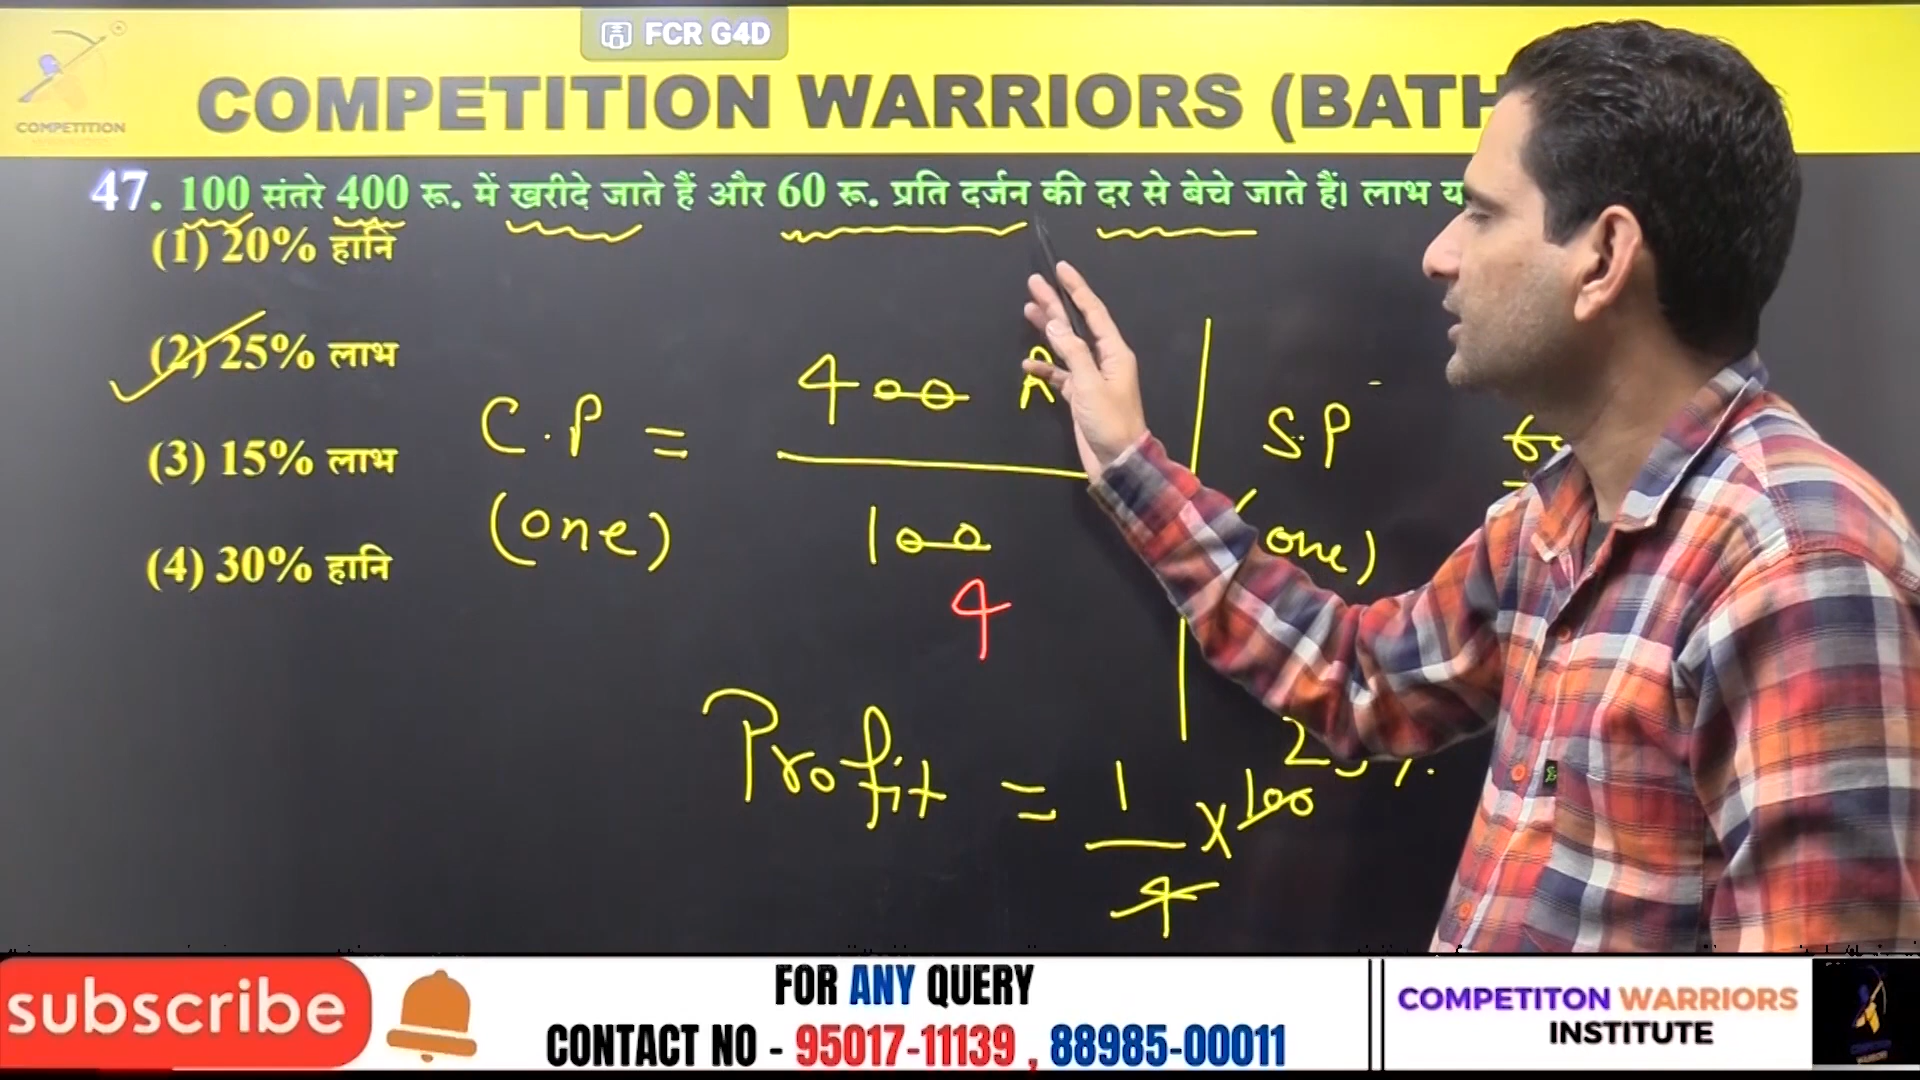 FCR G4D
COMPETITION WARRIORS (BATH
COMPETITION
47. 100 संतरे 400 रू. में खरीदे जाते हैं और 60 रू. प्रति दर्जन की दर से बेचे जाते हैं। लाभ य
(1) 20% हानि
(2) 25% लाभ
(3) 15% लाभ
(4) 30% हानि
C.P =
400
(one)
100
4
S.P
(one)
Profit = 1
4
X 100
25%.
subscribe
FOR ANY QUERY
CONTACT NO - 95017-11139 , 88985-00011
COMPETITON WARRIORS
INSTITUTE